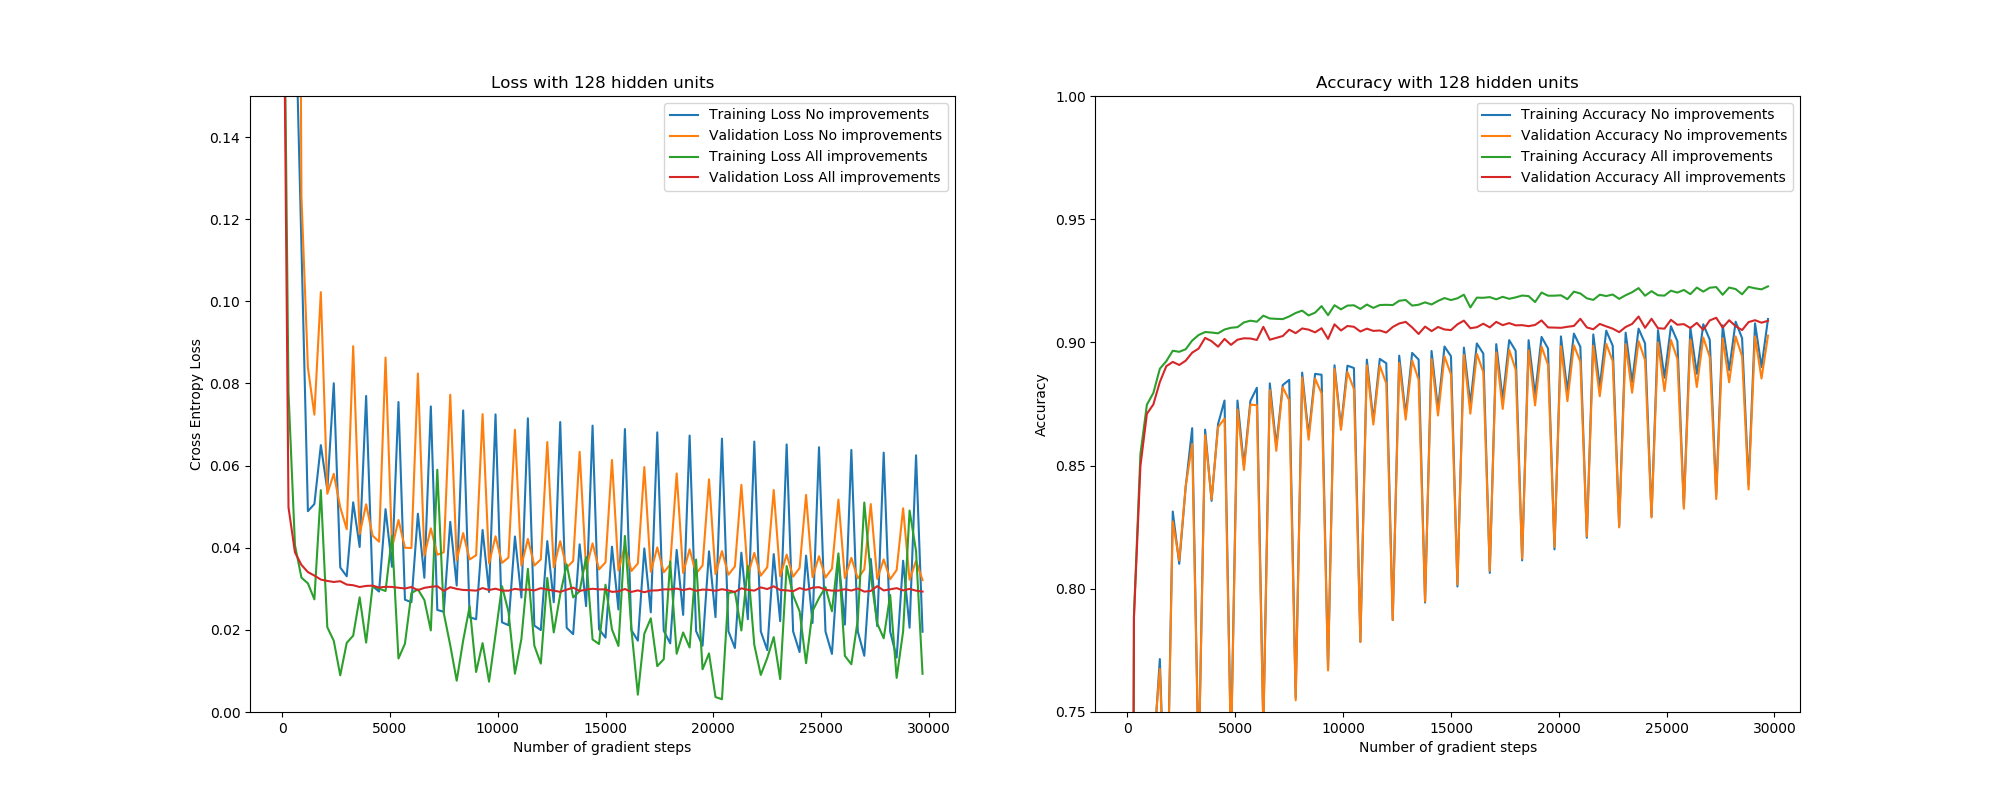 Loss with 128 hidden units
Training Loss No improvements
Validation Loss No improvements
Training Loss All improvements
Validation Loss All improvements
Cross Entropy Loss
0.14
0.12
0.10
0.08
0.06
0.04
0.02
0.00
0 5000 10000 15000 20000 25000 30000
Number of gradient steps
Accuracy with 128 hidden units
Training Accuracy No improvements
Validation Accuracy No improvements
Training Accuracy All improvements
Validation Accuracy All improvements
Accuracy
1.00
0.95
0.90
0.85
0.80
0.75
0 5000 10000 15000 20000 25000 30000
Number of gradient steps